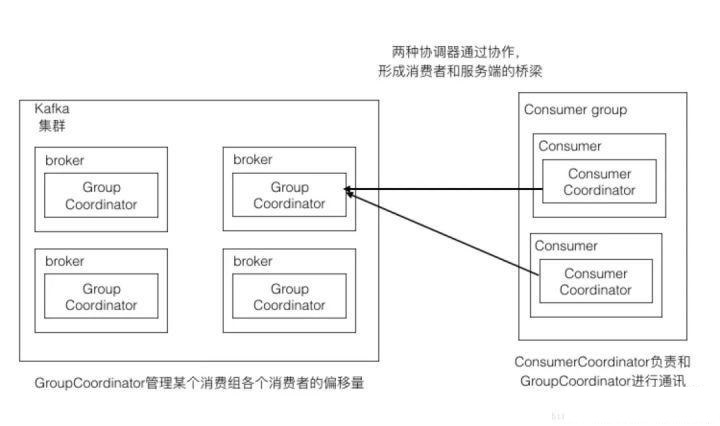 两种协调器通过协作，
形成消费者和服务端的桥梁
Kafka
集群
broker
Group
Coordinator
broker
Group
Coordinator
broker
Group
Coordinator
broker
Group
Coordinator
GroupCoordinator管理某个消费组各个消费者的偏移量
Consumer group
Consumer
Consumer
Coordinator
Consumer
Consumer
Coordinator
ConsumerCoordinator负责和
GroupCoordinator进行通讯